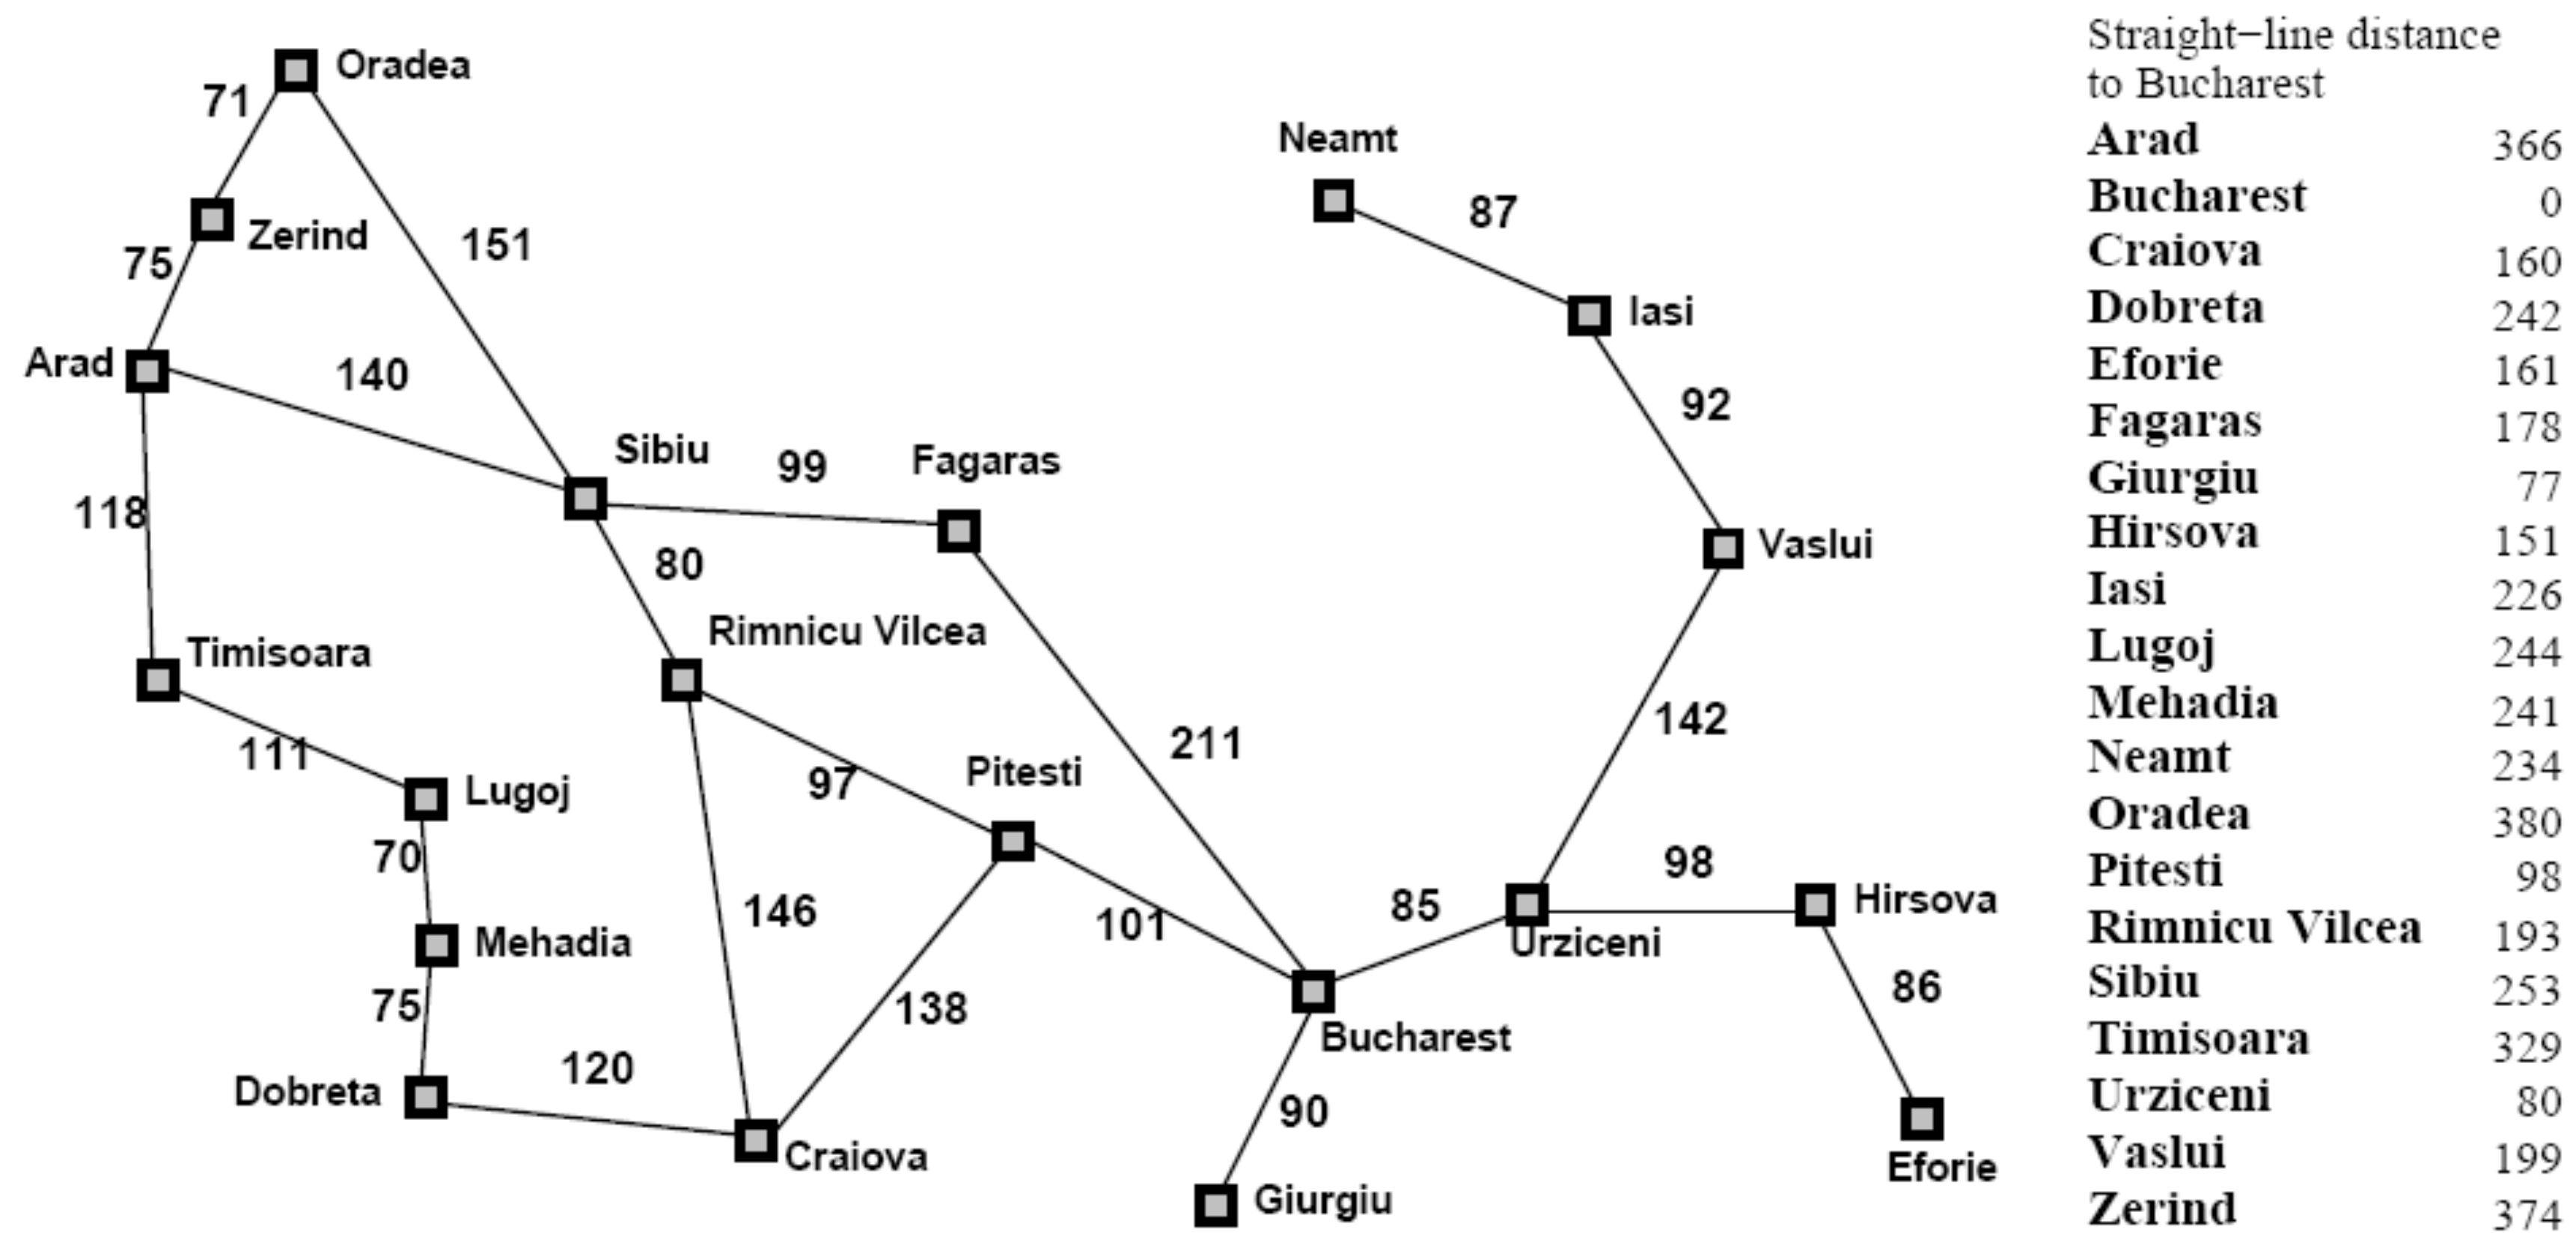 Oradea
71
Neamt
87
Zerind
151
75
Iasi
Arad
140
92
Sibiu
99
Fagaras
118
80
Vaslui
Timisoara
Rimnicu Vilcea
111
142
211
Lugoj
97
Pitesti
70
98
Hirsova
146
101
85
Urziceni
Mehadia
86
75
138
Bucharest
120
Dobreta
90
Craiova
Eforie
Giurgiu
Straight−line distance
to Bucharest
Arad 366
Bucharest 0
Craiova 160
Dobreta 242
Eforie 161
Fagaras 178
Giurgiu 77
Hirsova 151
Iasi 226
Lugoj 244
Mehadia 241
Neamt 234
Oradea 380
Pitesti 98
Rimnicu Vilcea 193
Sibiu 253
Timisoara 329
Urziceni 80
Vaslui 199
Zerind 374